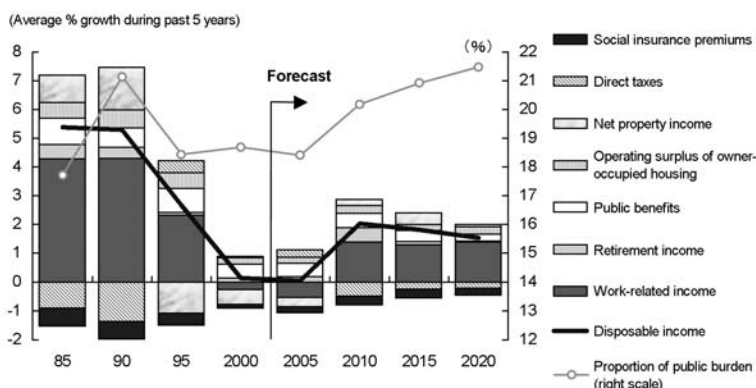 (Average % growth during past 5 years)
8
7
6
5
4
3
2
1
0
-1
-2
(%)
22
21
20
19
18
17
16
15
14
13
12
Forecast
85
90
95
2000
2005
2010
2015
2020
Social insurance premiums
Direct taxes
Net property income
Operating surplus of owner-
occupied housing
Public benefits
Retirement income
Work-related income
Disposable income
Proportion of public burden
(right scale)